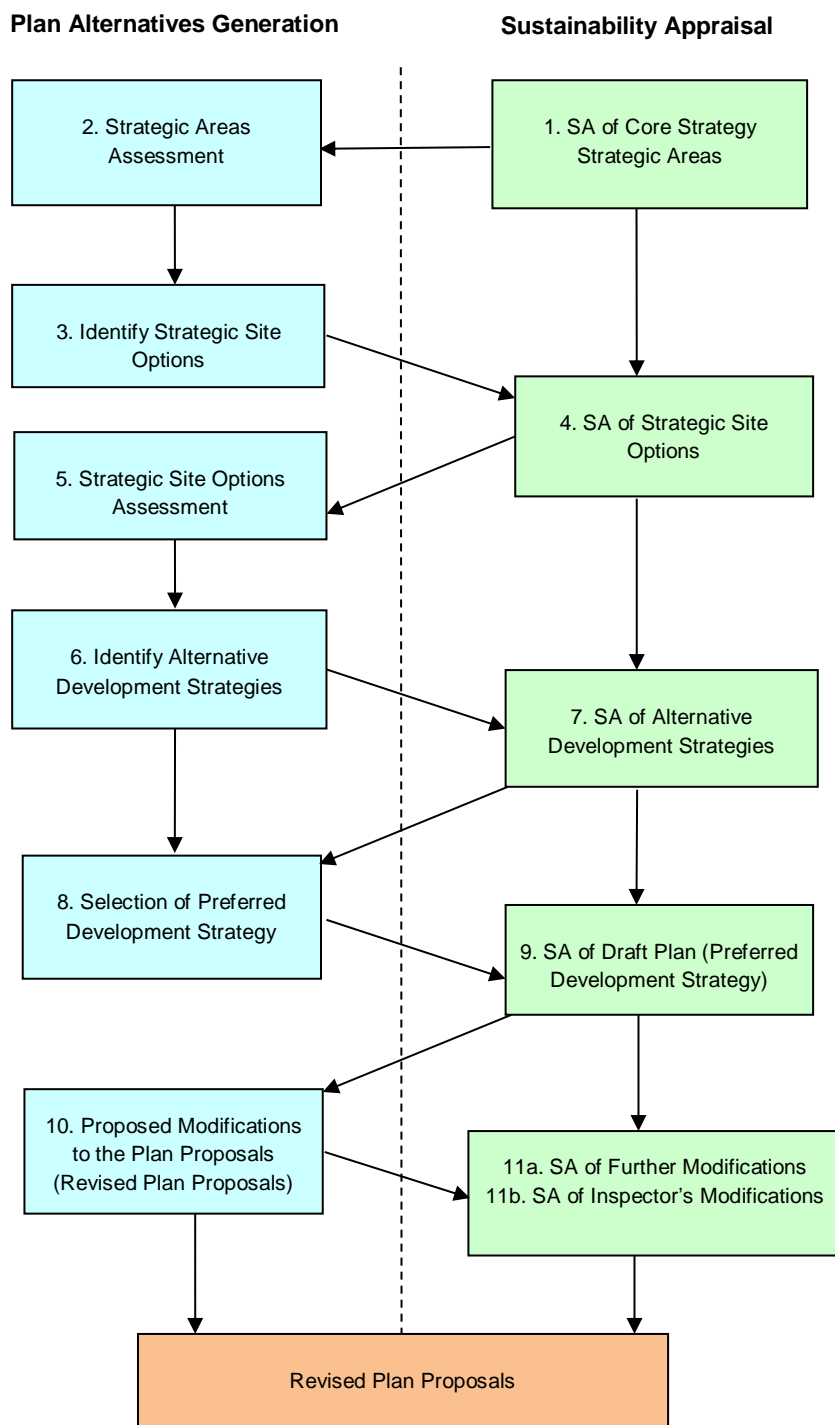 Plan Alternatives Generation
Sustainability Appraisal
1. SA of Core Strategy
Strategic Areas
2. Strategic Areas
Assessment
3. Identify Strategic Site
Options
4. SA of Strategic Site
Options
5. Strategic Site Options
Assessment
6. Identify Alternative
Development Strategies
7. SA of Alternative
Development Strategies
8. Selection of Preferred
Development Strategy
9. SA of Draft Plan (Preferred
Development Strategy)
10. Proposed Modifications
to the Plan Proposals
(Revised Plan Proposals)
11a. SA of Further Modifications
11b. SA of Inspector’s Modifications
Revised Plan Proposals